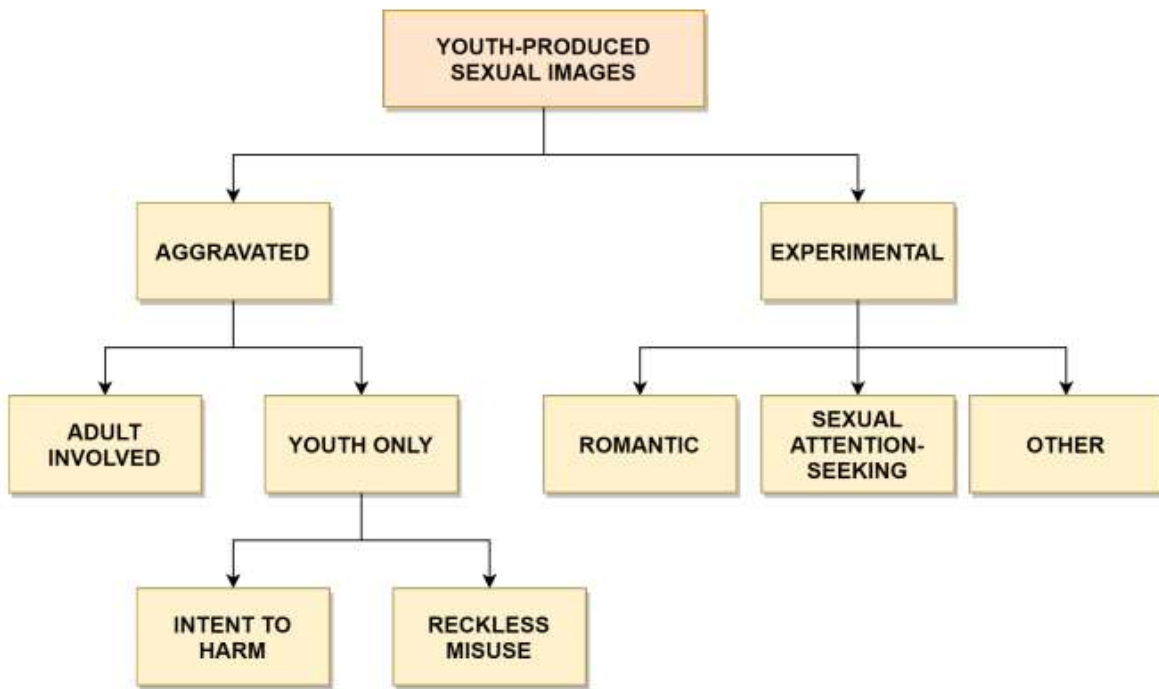 YOUTH-PRODUCED
SEXUAL IMAGES
AGGRAVATED
EXPERIMENTAL
ADULT
INVOLVED
YOUTH ONLY
ROMANTIC
SEXUAL
ATTENTION-
SEEKING
OTHER
INTENT TO
HARM
RECKLESS
MISUSE